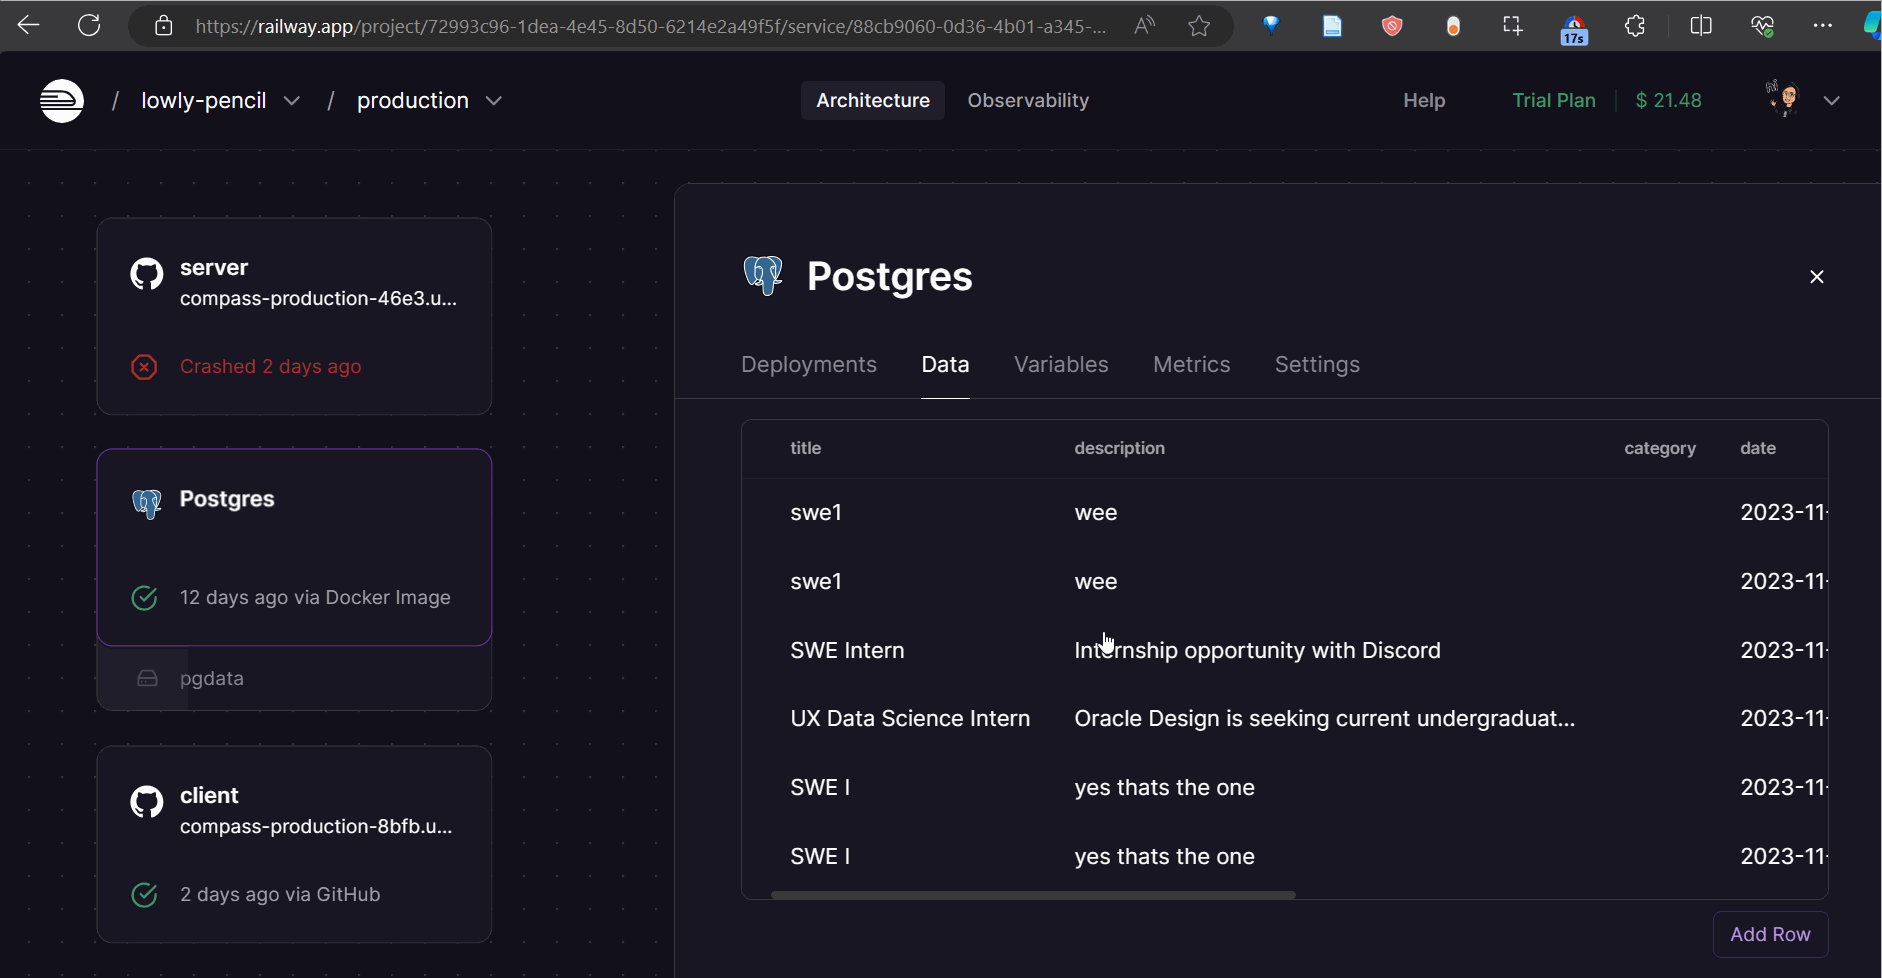 https://railway.app/project/72993c96-1dea-4e45-8d50-6214e2a49f5f/service/88cb9060-0d36-4b01-a345-...
17s
/ lowly-pencil / production
Architecture Observability
Help Trial Plan $ 21.48
server
compass-production-46e3.u...
Crashed 2 days ago
Postgres
12 days ago via Docker Image
pgdata
client
compass-production-8bfb.u...
2 days ago via GitHub
Postgres
Deployments Data Variables Metrics Settings
title description category date
swe1 wee 2023-11-
swe1 wee 2023-11-
SWE Intern Internship opportunity with Discord 2023-11-
UX Data Science Intern Oracle Design is seeking current undergraduat... 2023-11-
SWE I yes thats the one 2023-11-
SWE I yes thats the one 2023-11-
Add Row